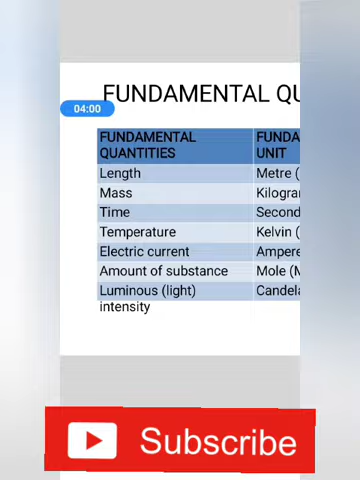 FUNDAMENTAL QU
04:00
FUNDAMENTAL QUANTITIES
FUNDA
UNIT
Length Metre (
Mass Kilogra
Time Second
Temperature Kelvin (
Electric current Ampere
Amount of substance Mole (M
Luminous (light) Candela
intensity
Subscribe